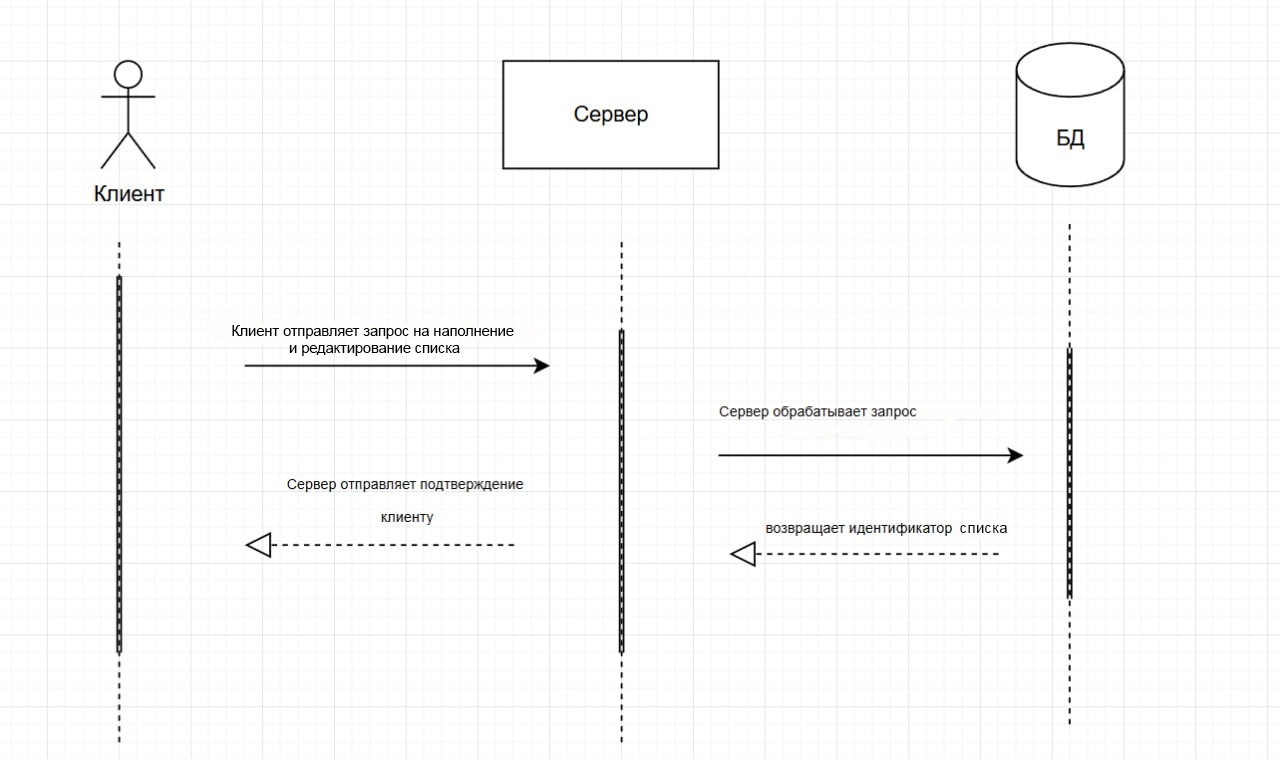 Сервер
БД
Клиент
Клиент отправляет запрос на наполнение
и редактирование списка
Сервер обрабатывает запрос
Сервер отправляет подтверждение
клиенту
возвращает идентификатор списка